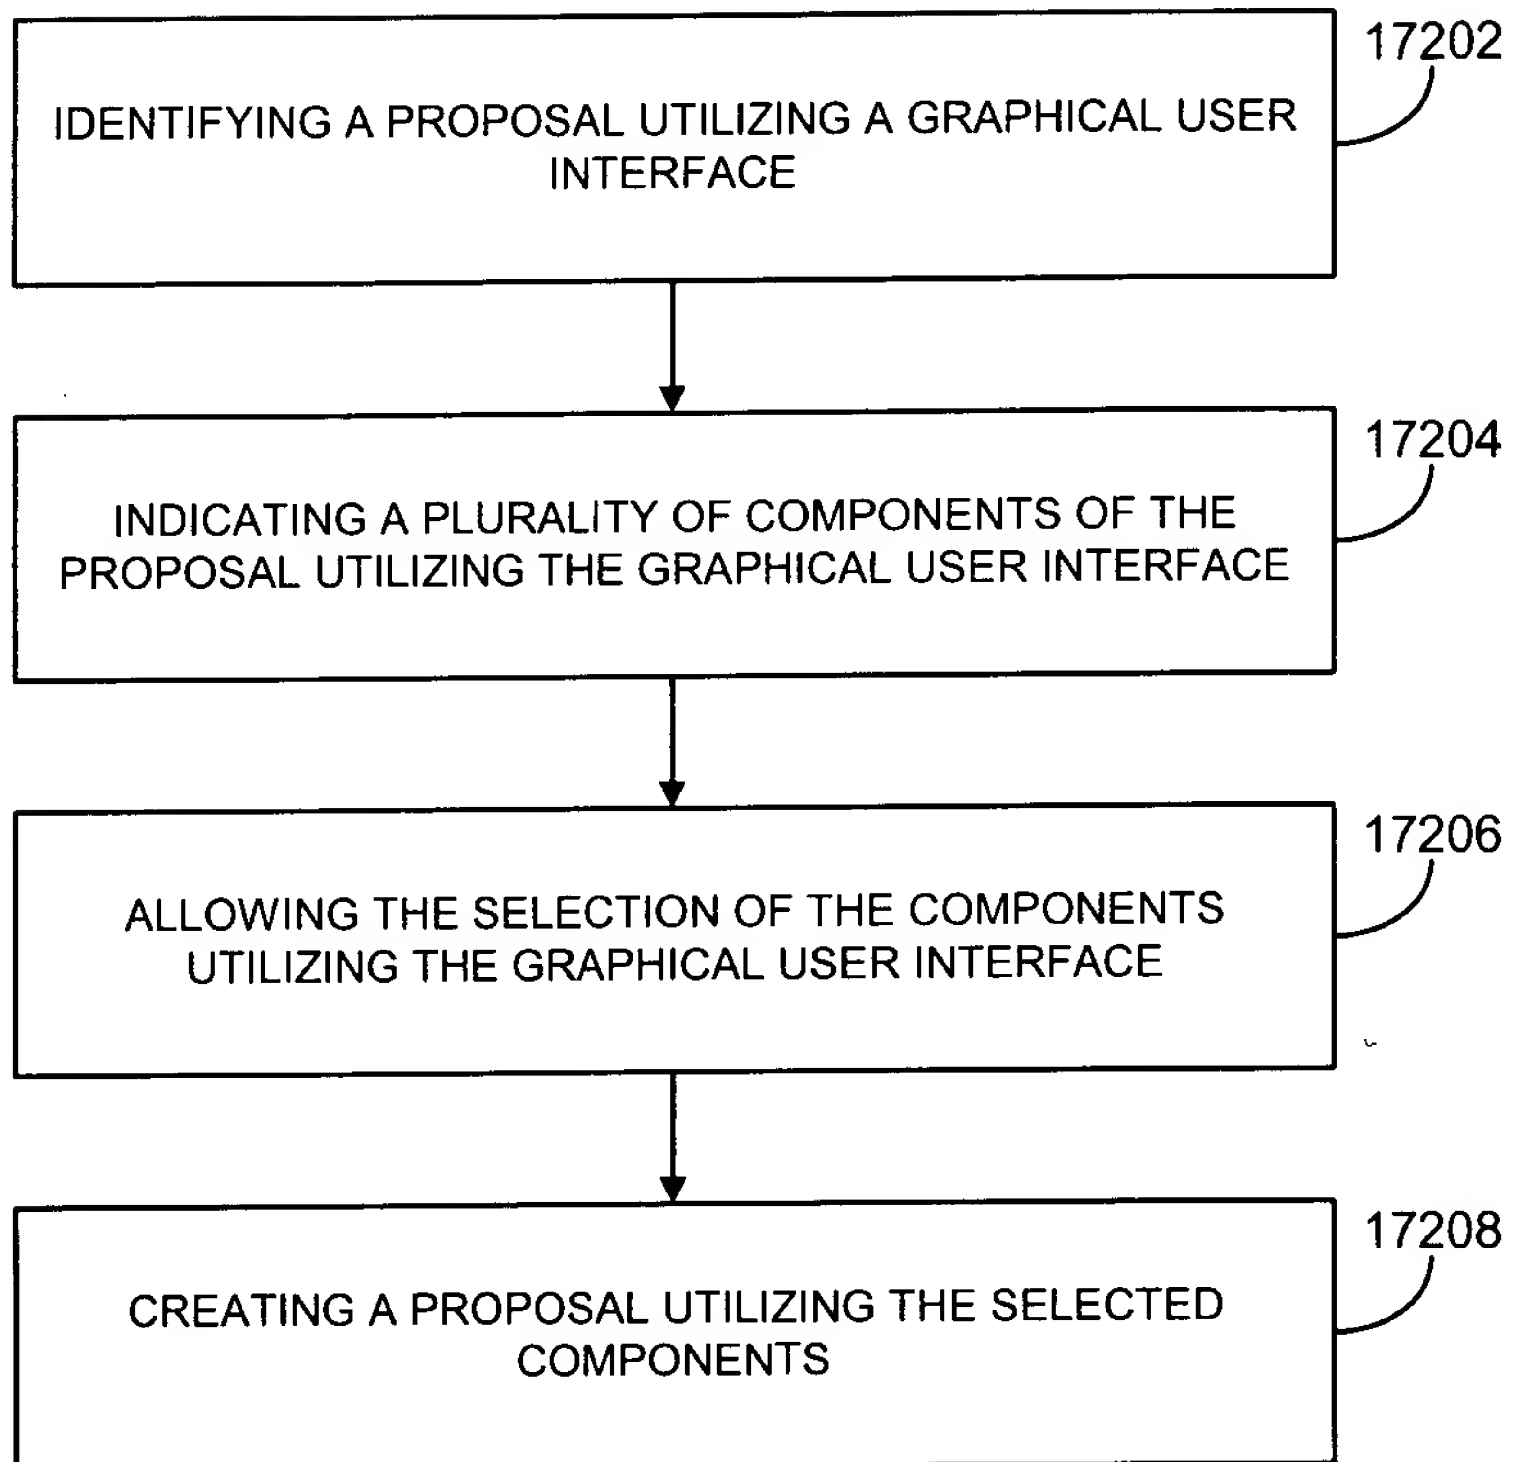 17202
IDENTIFYING A PROPOSAL UTILIZING A GRAPHICAL USER
INTERFACE
17204
INDICATING A PLURALITY OF COMPONENTS OF THE
PROPOSAL UTILIZING THE GRAPHICAL USER INTERFACE
17206
ALLOWING THE SELECTION OF THE COMPONENTS
UTILIZING THE GRAPHICAL USER INTERFACE
17208
CREATING A PROPOSAL UTILIZING THE SELECTED
COMPONENTS